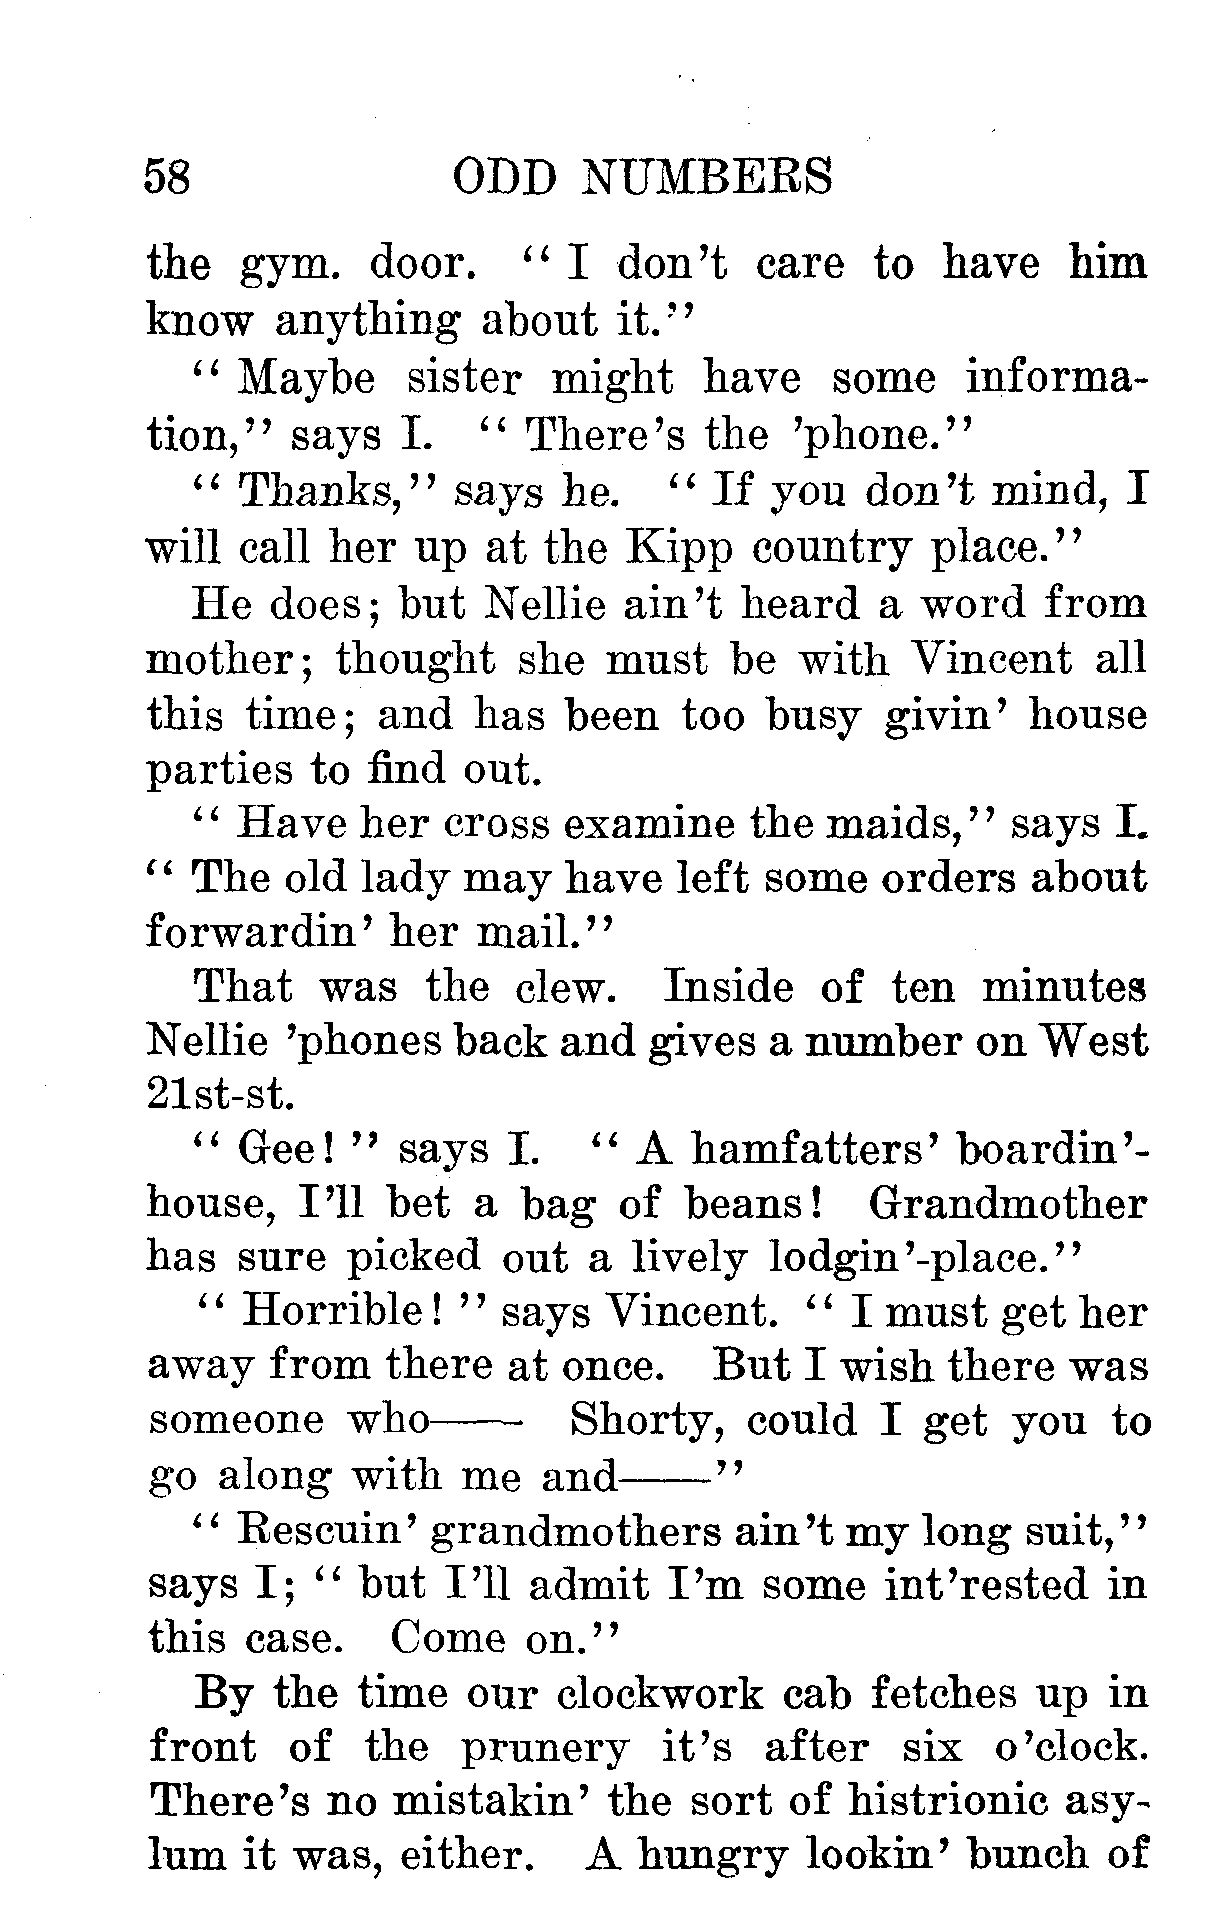 58 ODD NUMBERS
the gym. door. "I don't care to have him
know anything about it."
"Maybe sister might have some informa-
tion," says I. "There's the 'phone."
"Thanks," says he. "If you don't mind, I
will call her up at the Kipp country place."
He does; but Nellie ain't heard a word from
mother; thought she must be with Vincent all
this time; and has been too busy givin' house
parties to find out.
"Have her cross examine the maids," says I.
"The old lady may have left some orders about
forwardin' her mail."
That was the clew. Inside of ten minutes
Nellie 'phones back and gives a number on West
21st-st.
"Gee!" says I. "A hamfatters' boardin'-
house, I'll bet a bag of beans! Grandmother
has sure picked out a lively lodgin'-place."
"Horrible!" says Vincent. "I must get her
away from there at once. But I wish there was
someone who—— Shorty, could I get you to
go along with me and——"
"Rescuin' grandmothers ain't my long suit,"
says I; "but I'll admit I'm some int'rested in
this case. Come on."
By the time our clockwork cab fetches up in
front of the prunery it's after six o'clock.
There's no mistakin' the sort of histrionic asy-
lum it was, either. A hungry lookin' bunch of